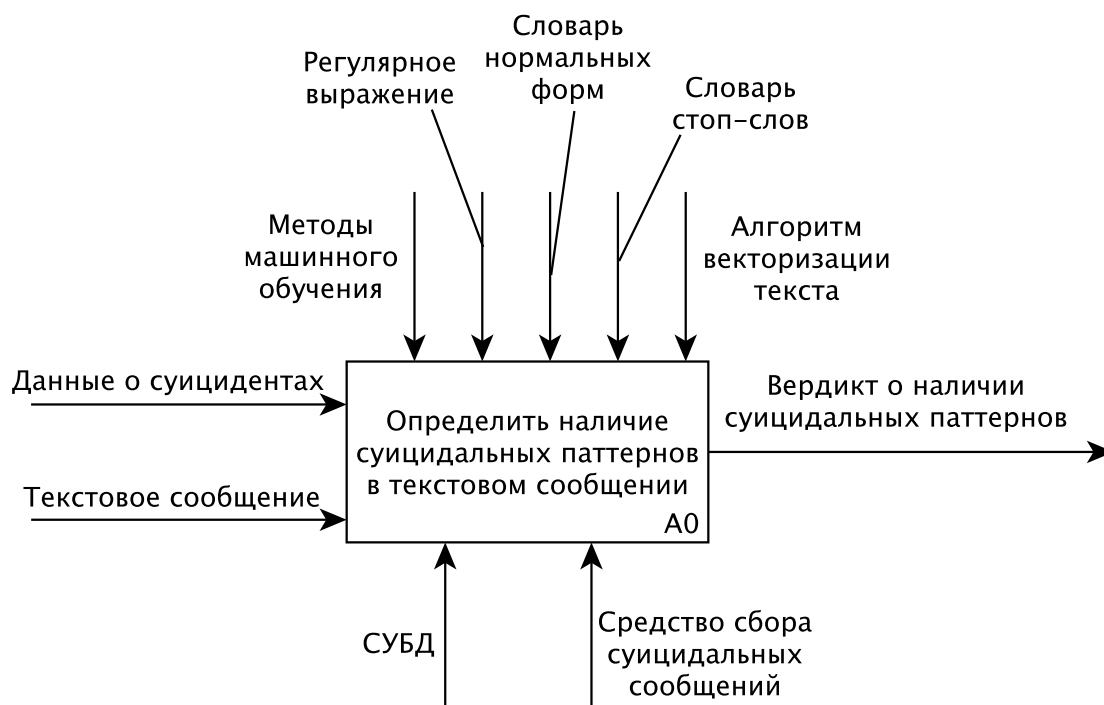 Словарь
нормальных
форм
Регулярное
выражение
Словарь
стоп-слов
Методы
машинного
обучения
Алгоритм
векторизации
текста
Данные о суицидентах
Текстовое сообщение
Определить наличие
суицидальных паттернов
в текстовом сообщении
A0
Вердикт о наличии
суицидальных паттернов
СУБД
Средство сбора
суицидальных
сообщений